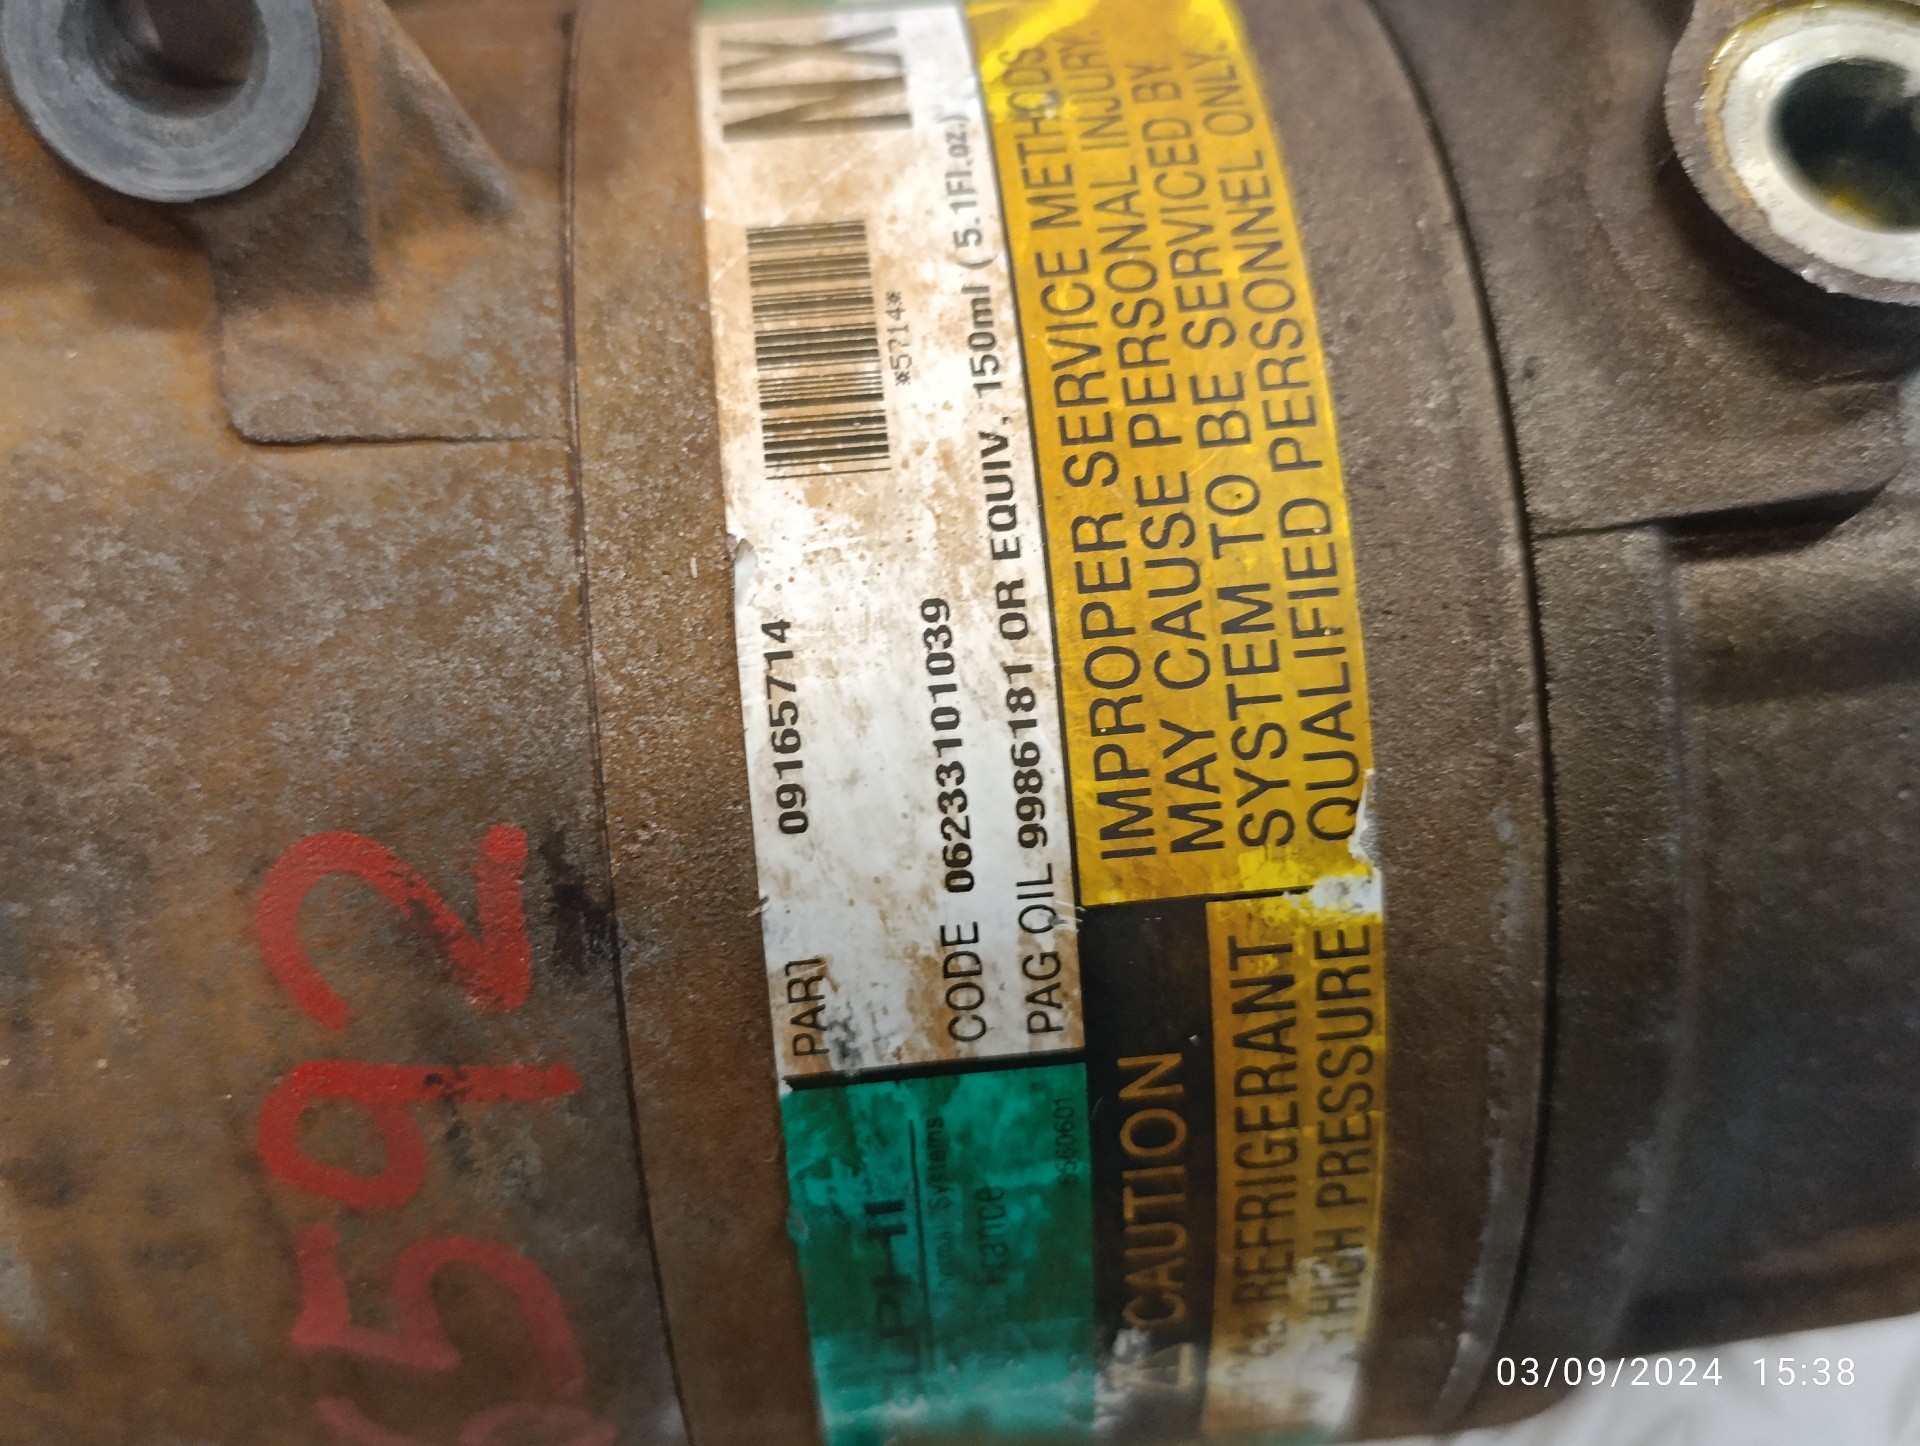 PART 09165714
*5714*
CODE 06233101039
PAG OIL 9986181 OR EQUIV, 150ml ( 5.1Fl.oz.)
DELPHI
Systems
France
CAUTION
REFRIGERANT
HIGH PRESSURE
IMPROPER SERVICE METHODS
MAY CAUSE PERSONAL INJURY.
SYSTEM TO BE SERVICED BY
QUALIFIED PERSONNEL ONLY.
592
03/09/2024 15:38